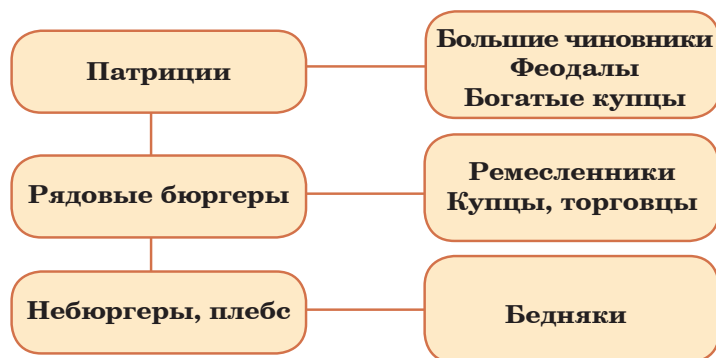 Патриции
Большие чиновники
Феодалы
Богатые купцы
Рядовые бюргеры
Ремесленники
Купцы, торговцы
Небюргеры, плебс
Бедняки